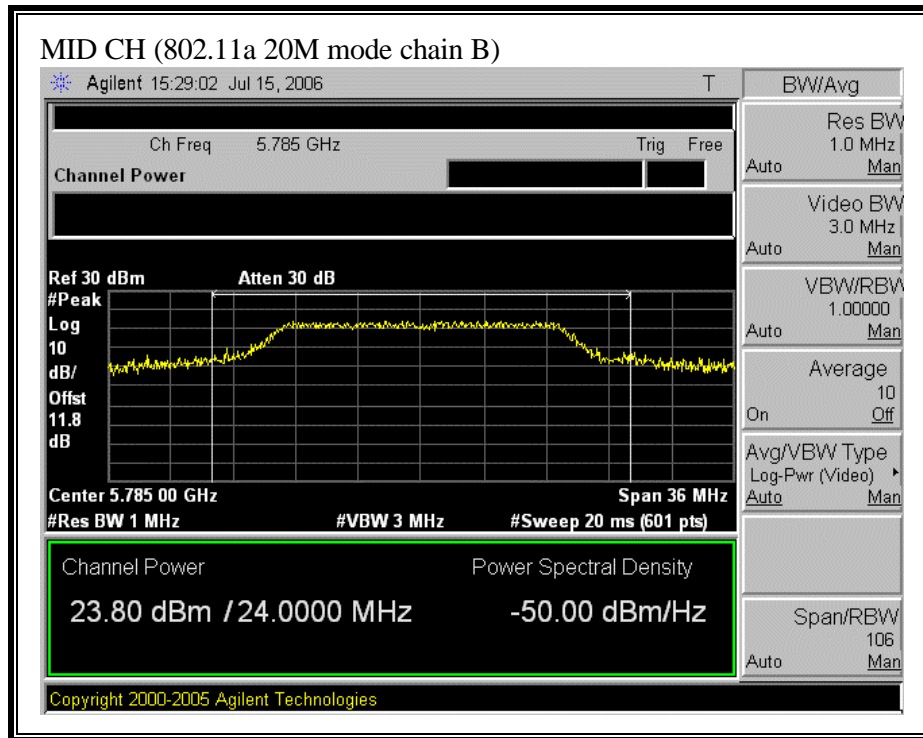 MID CH (802.11a 20M mode chain B)
Agilent 15:29:02 Jul 15, 2006 T
BW/Avg
Ch Freq 5.785 GHz Trig Free
Channel Power
Ref 30 dBm Atten 30 dB
#Peak
Log
10
dB/
Offst
11.8
dB
Center 5.785 00 GHz Span 36 MHz
#Res BW 1 MHz #VBW 3 MHz #Sweep 20 ms (601 pts)
Channel Power Power Spectral Density
23.80 dBm / 24.0000 MHz -50.00 dBm/Hz
Copyright 2000-2005 Agilent Technologies
Res BW
1.0 MHz
Auto Man
Video BW
3.0 MHz
Auto Man
VBW/RBW
1.00000
Auto Man
Average
10
On Off
Avg/VBW Type
Log-Pwr (Video)
Auto Man
Span/RBW
106
Auto Man